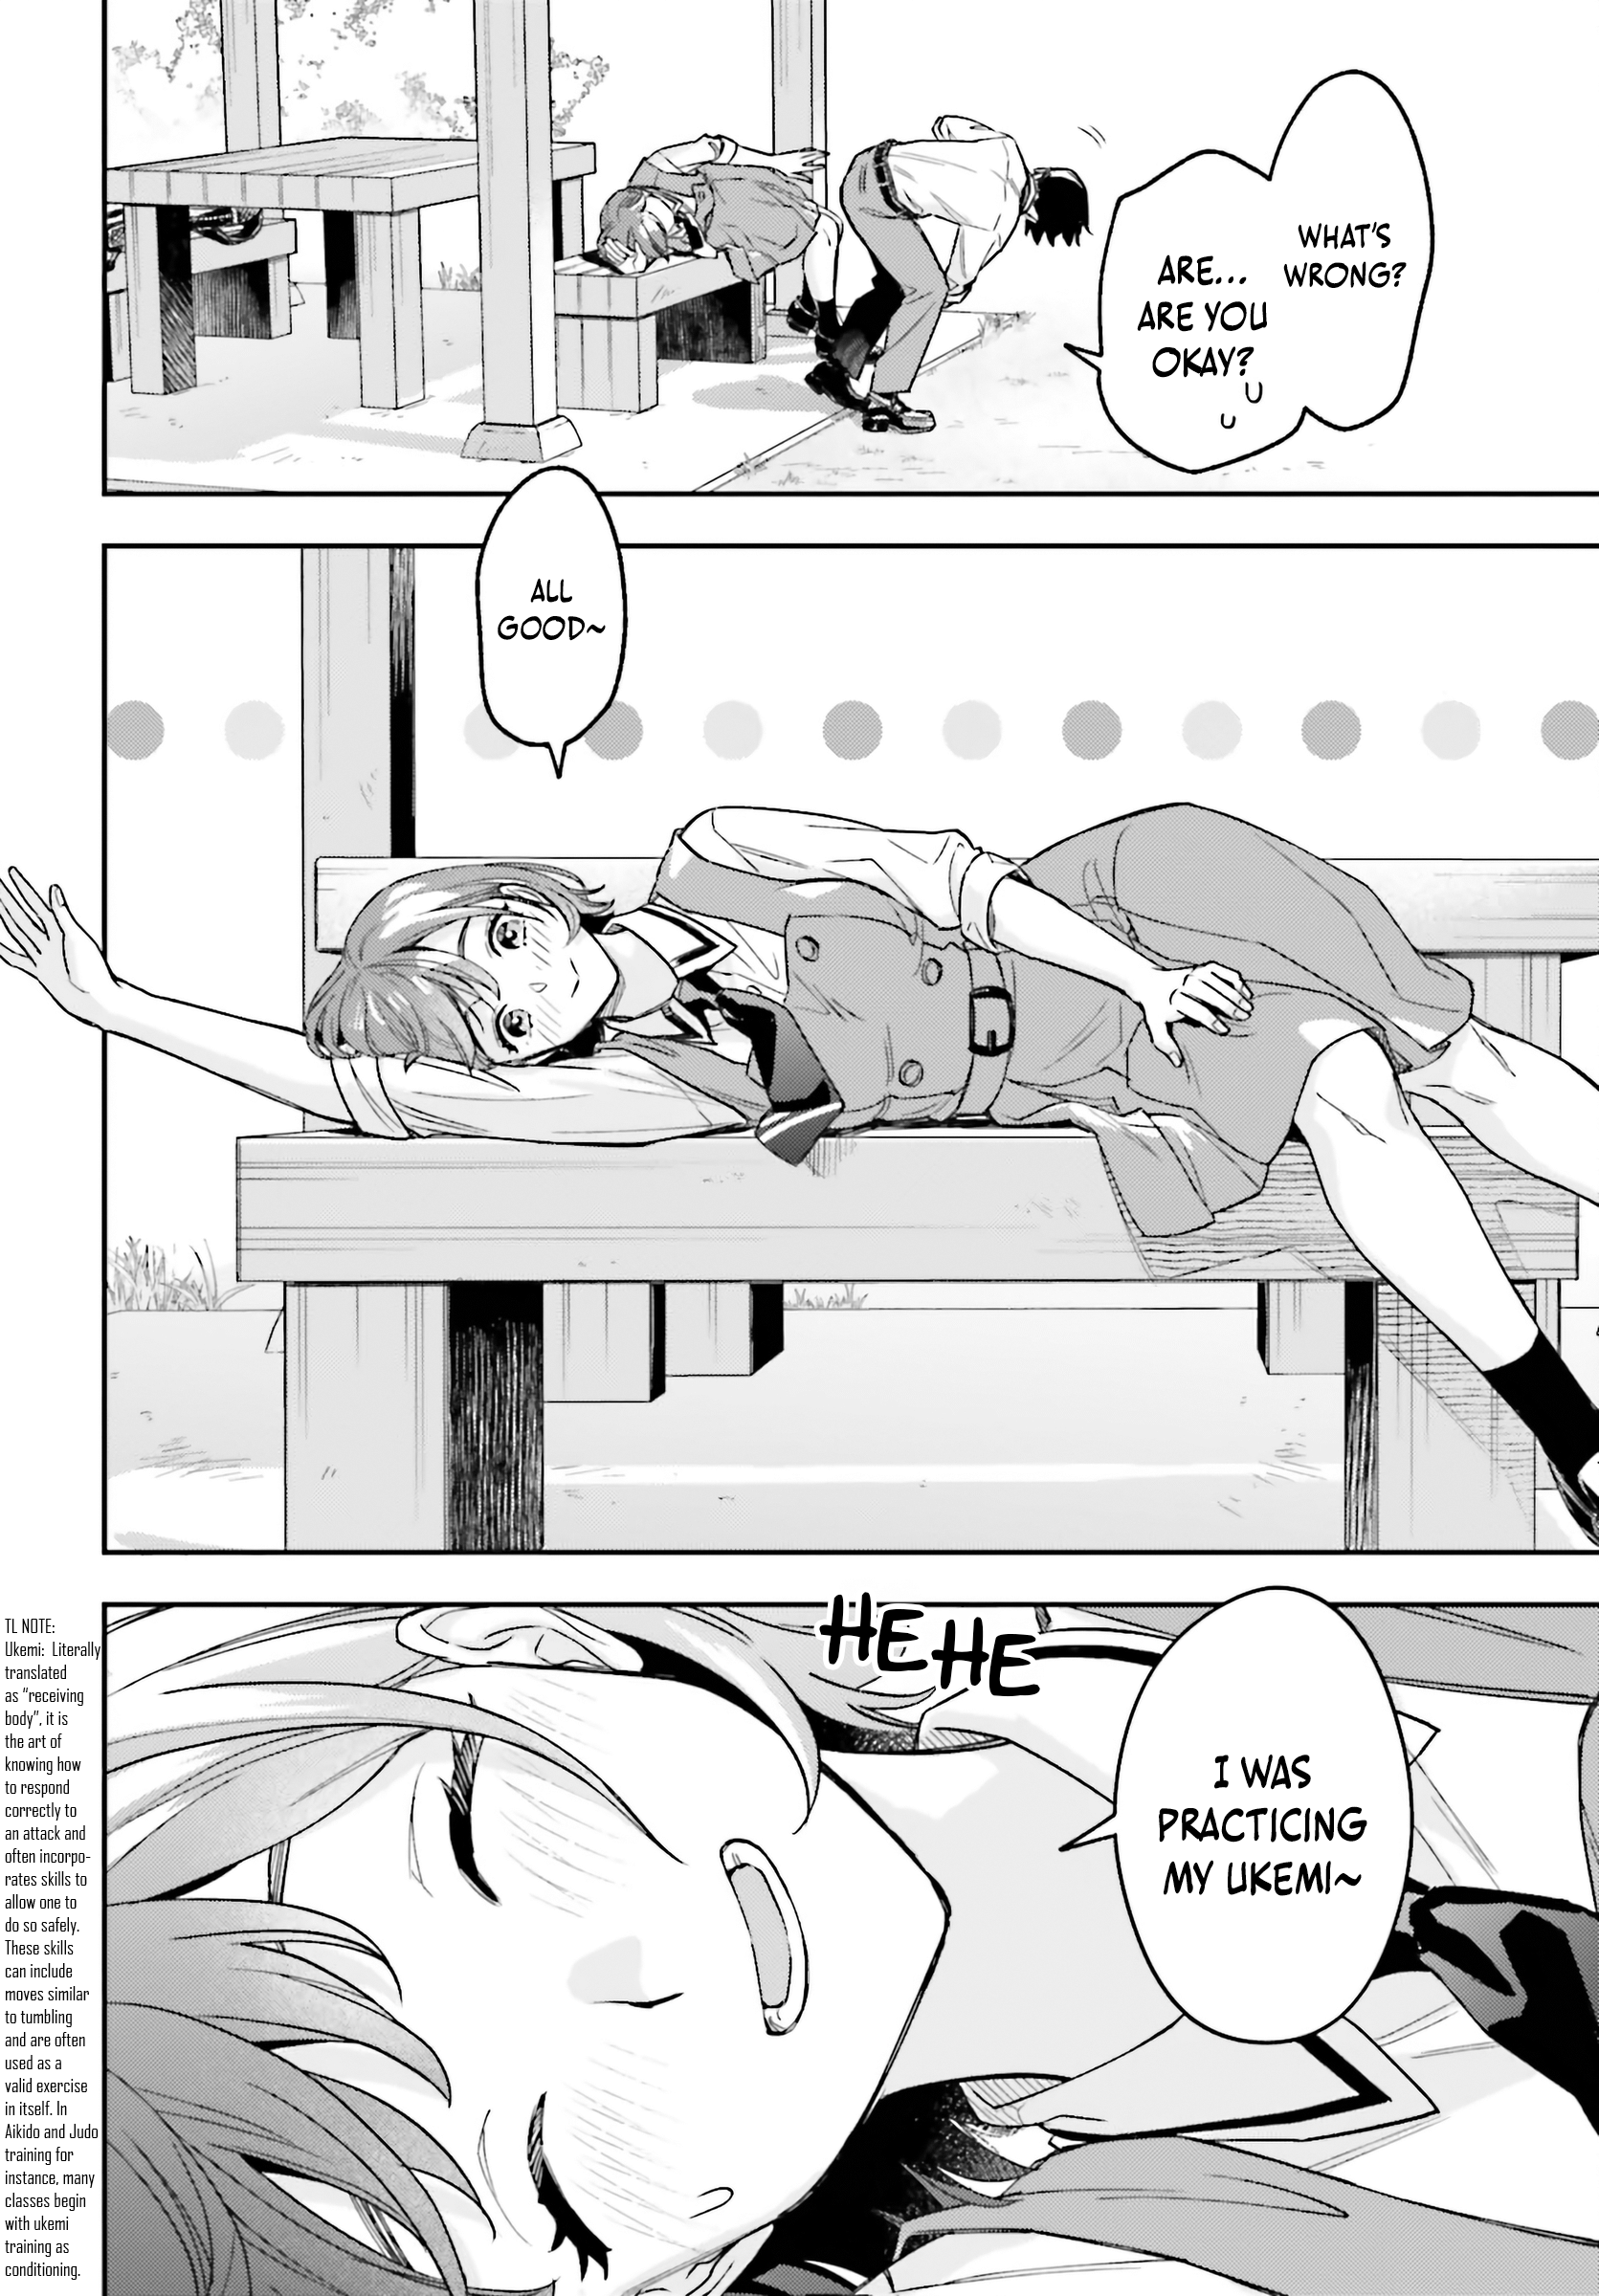 WHAT'S
WRONG?
ARE...
ARE YOU
OKAY?
ALL
GOOD~
HEHE
I WAS
PRACTICING
MY UKEMI~
TL NOTE:
Ukemi: Literally
translated
as "receiving
body", it is
the art of
knowing how
to respond
correctly to
an attack and
often incorpo-
rates skills to
allow one to
do so safely.
These skills
can include
moves similar
to tumbling
and are often
used as a
valid exercise
in itself. In
Aikido and Judo
training for
instance, many
classes begin
with ukemi
training as
conditioning.